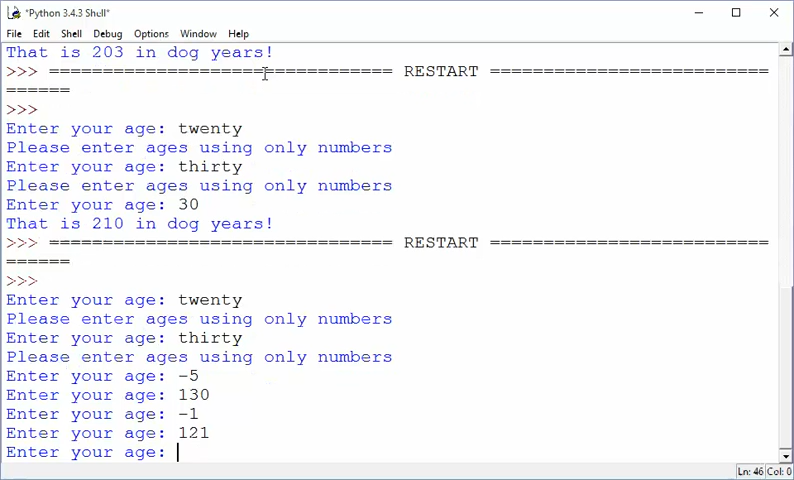 *Python 3.4.3 Shell*
File Edit Shell Debug Options Window Help
That is 203 in dog years!
>>> ================================ RESTART ==========================
======
>>>
Enter your age: twenty
Please enter ages using only numbers
Enter your age: thirty
Please enter ages using only numbers
Enter your age: 30
That is 210 in dog years!
>>> ================================ RESTART ==========================
======
>>>
Enter your age: twenty
Please enter ages using only numbers
Enter your age: thirty
Please enter ages using only numbers
Enter your age: -5
Enter your age: 130
Enter your age: -1
Enter your age: 121
Enter your age:
Ln: 46 Col: 0